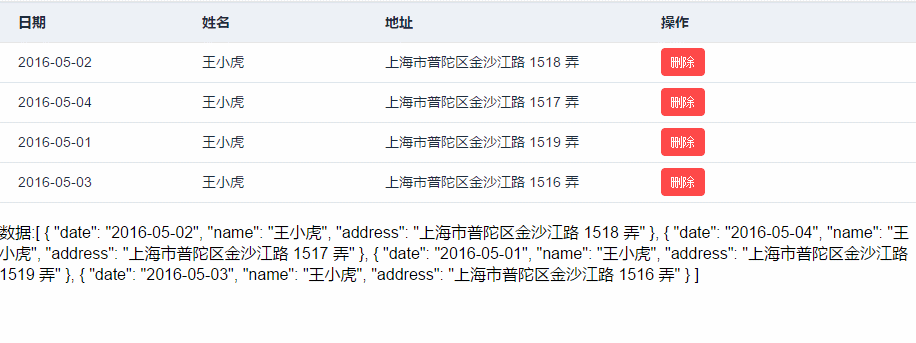 日期 姓名 地址 操作
2016-05-02 王小虎 上海市普陀区金沙江路 1518 弄 删除
2016-05-04 王小虎 上海市普陀区金沙江路 1517 弄 删除
2016-05-01 王小虎 上海市普陀区金沙江路 1519 弄 删除
2016-05-03 王小虎 上海市普陀区金沙江路 1516 弄 删除
数据:[ { "date": "2016-05-02", "name": "王小虎", "address": "上海市普陀区金沙江路 1518 弄" }, { "date": "2016-05-04", "name": "王
小虎", "address": "上海市普陀区金沙江路 1517 弄" }, { "date": "2016-05-01", "name": "王小虎", "address": "上海市普陀区金沙江路
1519 弄" }, { "date": "2016-05-03", "name": "王小虎", "address": "上海市普陀区金沙江路 1516 弄" } ]